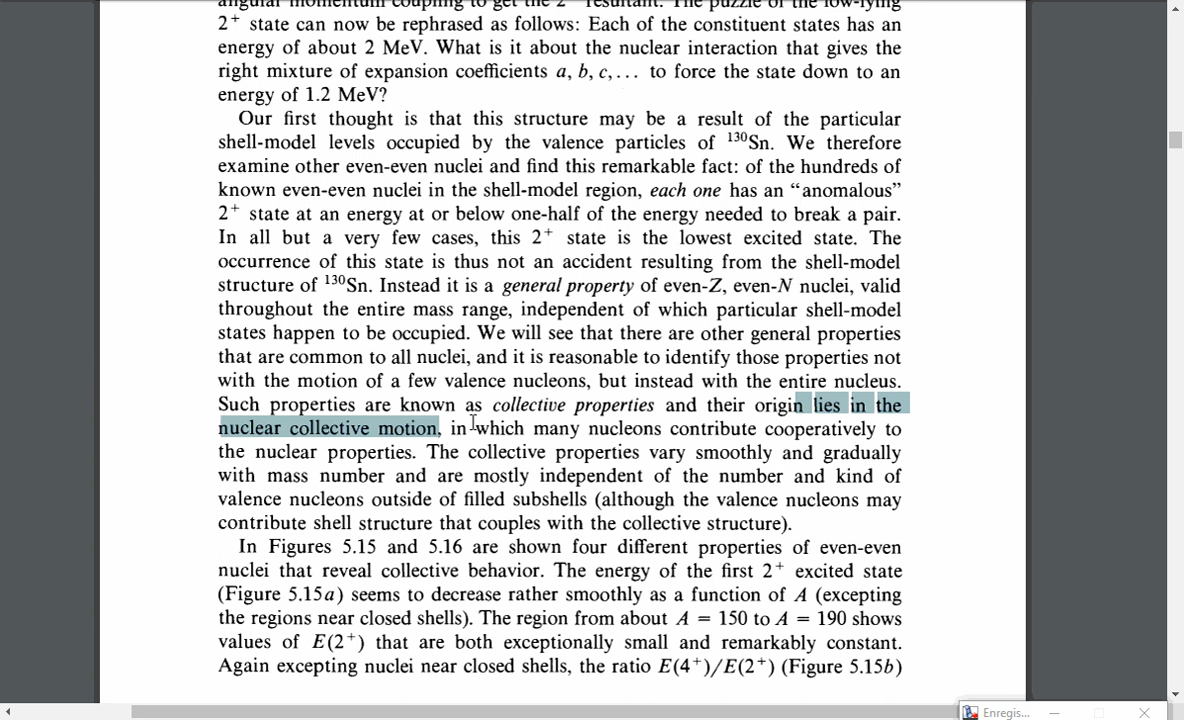 angular momentum coupling to get the 2⁺ resultant. The puzzle of the low-lying
2⁺ state can now be rephrased as follows: Each of the constituent states has an
energy of about 2 MeV. What is it about the nuclear interaction that gives the
right mixture of expansion coefficients a, b, c,... to force the state down to an
energy of 1.2 MeV?
Our first thought is that this structure may be a result of the particular
shell-model levels occupied by the valence particles of ¹³⁰Sn. We therefore
examine other even-even nuclei and find this remarkable fact: of the hundreds of
known even-even nuclei in the shell-model region, each one has an “anomalous”
2⁺ state at an energy at or below one-half of the energy needed to break a pair.
In all but a very few cases, this 2⁺ state is the lowest excited state. The
occurrence of this state is thus not an accident resulting from the shell-model
structure of ¹³⁰Sn. Instead it is a general property of even-Z, even-N nuclei, valid
throughout the entire mass range, independent of which particular shell-model
states happen to be occupied. We will see that there are other general properties
that are common to all nuclei, and it is reasonable to identify those properties not
with the motion of a few valence nucleons, but instead with the entire nucleus.
Such properties are known as collective properties and their origin lies in the
nuclear collective motion, in which many nucleons contribute cooperatively to
the nuclear properties. The collective properties vary smoothly and gradually
with mass number and are mostly independent of the number and kind of
valence nucleons outside of filled subshells (although the valence nucleons may
contribute shell structure that couples with the collective structure).
In Figures 5.15 and 5.16 are shown four different properties of even-even
nuclei that reveal collective behavior. The energy of the first 2⁺ excited state
(Figure 5.15a) seems to decrease rather smoothly as a function of A (excepting
the regions near closed shells). The region from about A = 150 to A = 190 shows
values of E(2⁺) that are both exceptionally small and remarkably constant.
Again excepting nuclei near closed shells, the ratio E(4⁺)/E(2⁺) (Figure 5.15b)
Enregis...